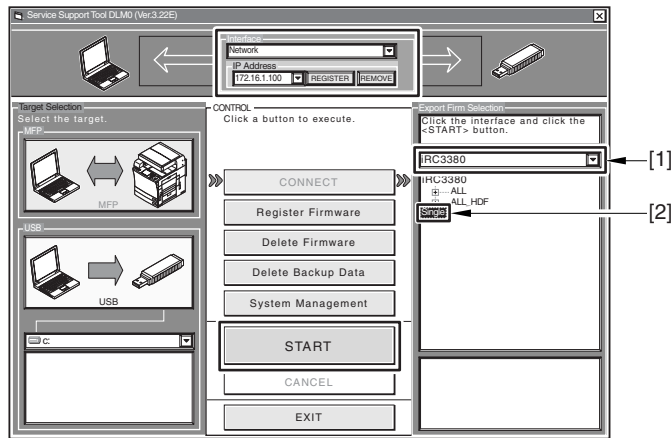 Service Support Tool DLM0 (Ver.3.22E)
Interface
Network
IP Address
172.16.1.100
REGISTER
REMOVE
Target Selection
Select the target.
MFP
MFP
USB
USB
c:
CONTROL
Click a button to execute.
CONNECT
Register Firmware
Delete Firmware
Delete Backup Data
System Management
START
CANCEL
EXIT
Export Firm Selection
Click the interface and click the
<START> button.
iRC3380
iRC3380
ALL
ALL_HDF
Single
[1]
[2]